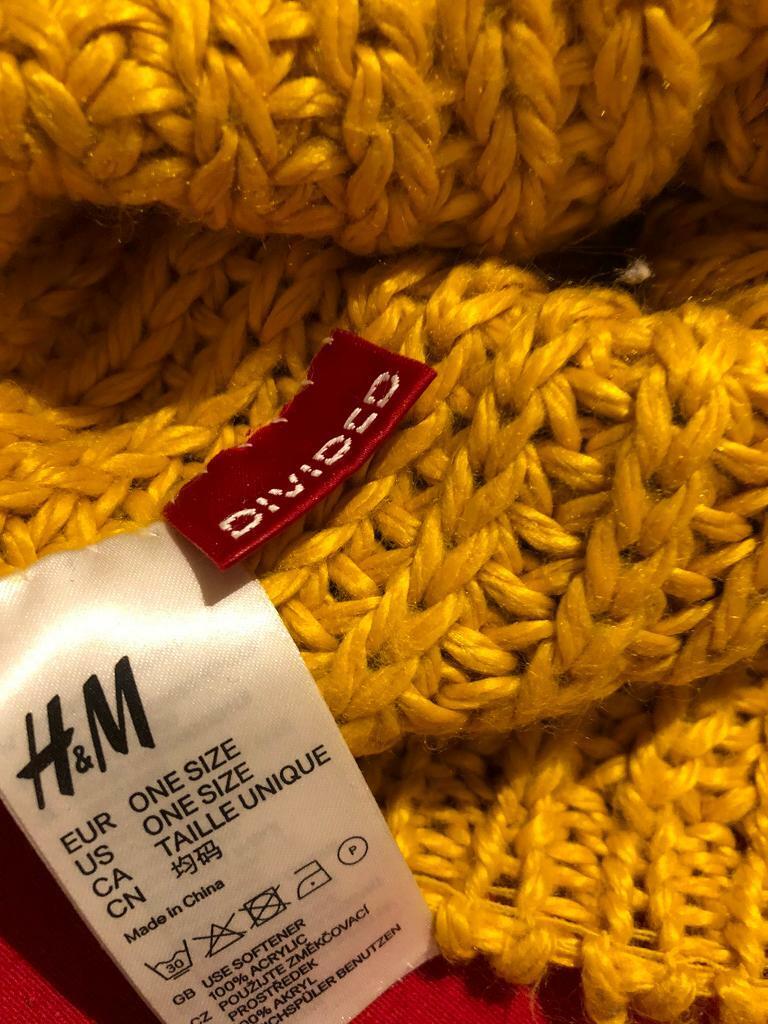 DIVIDED
H&M
EUR ONE SIZE
US ONE SIZE
CA TAILLE UNIQUE
CN 均码
Made in China
30 P
GB USE SOFTENER
100% ACRYLIC
CZ POUŽIJTE ZMĚKČOVACÍ
PROSTŘEDEK
100% AKRYL